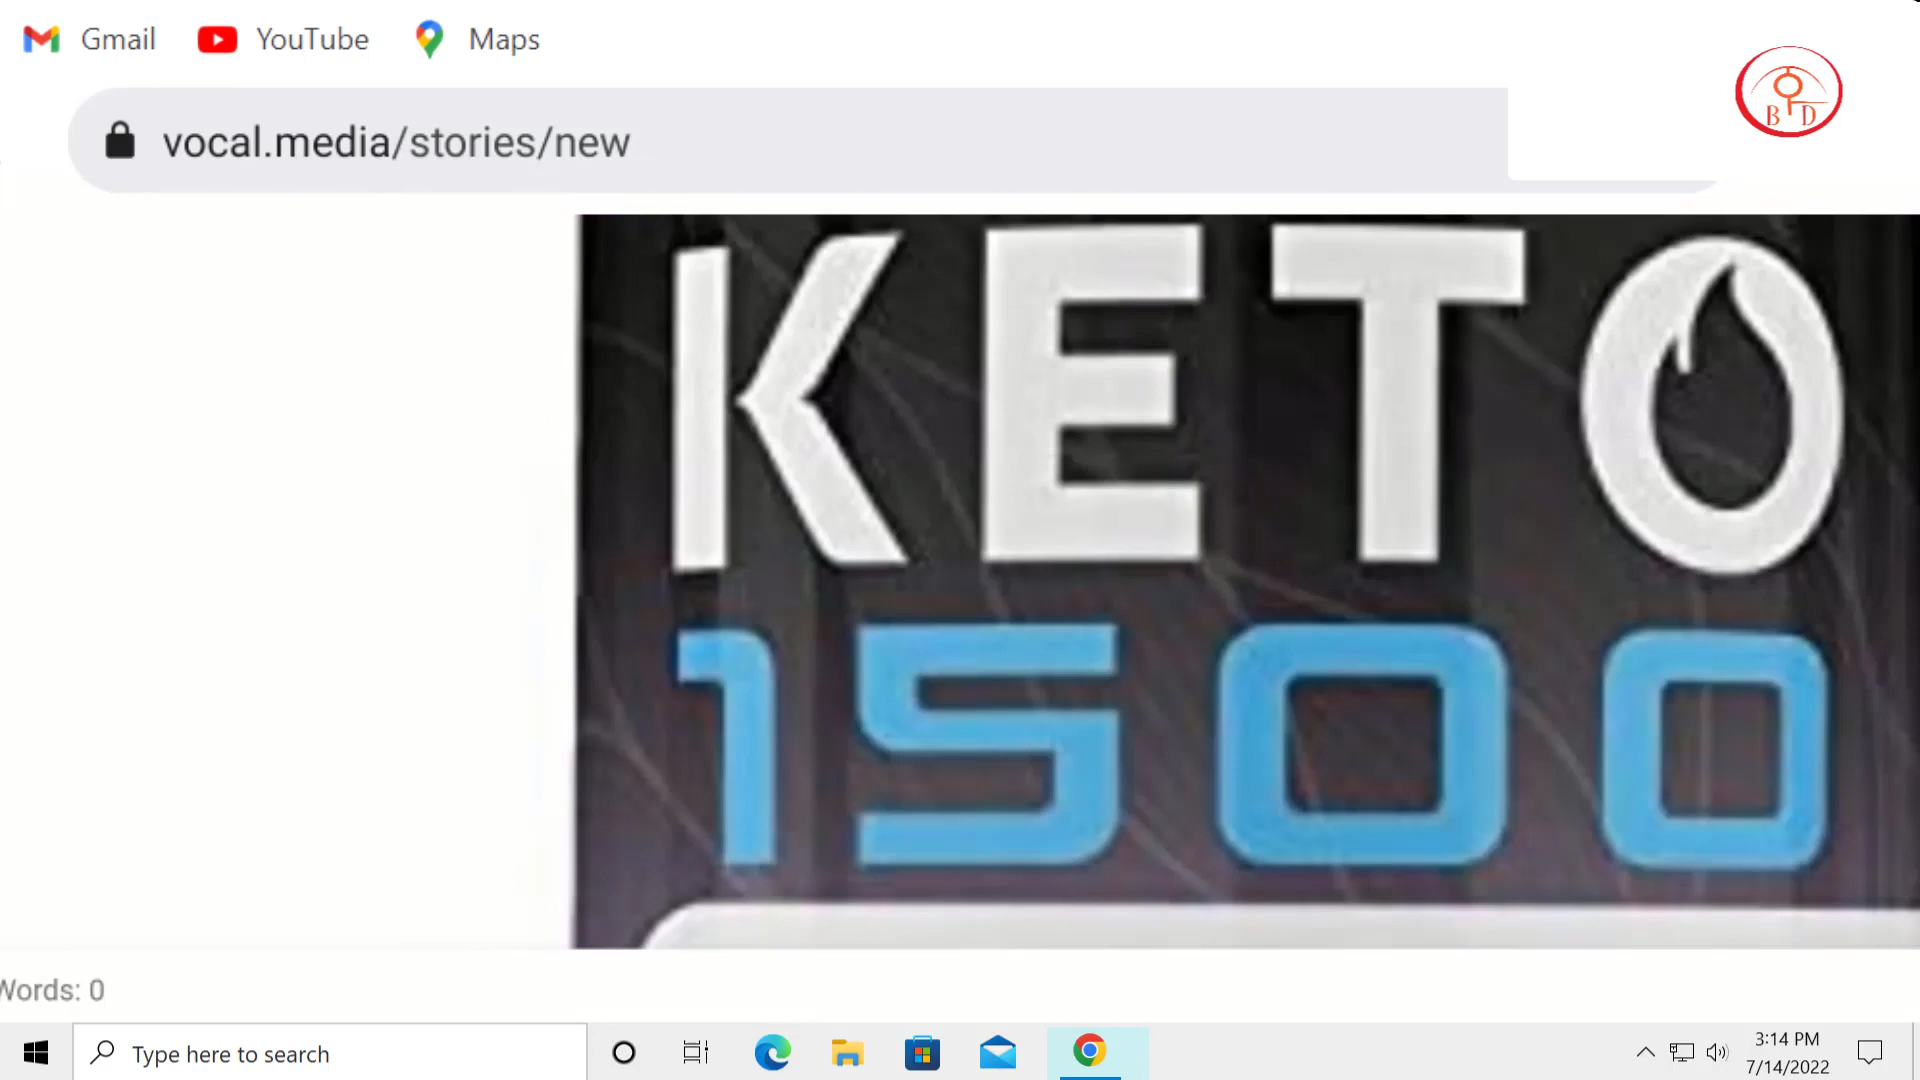 Gmail YouTube Maps
B D
vocal.media/stories/new
KETO
1500
Words: 0
Type here to search
3:14 PM
7/14/2022